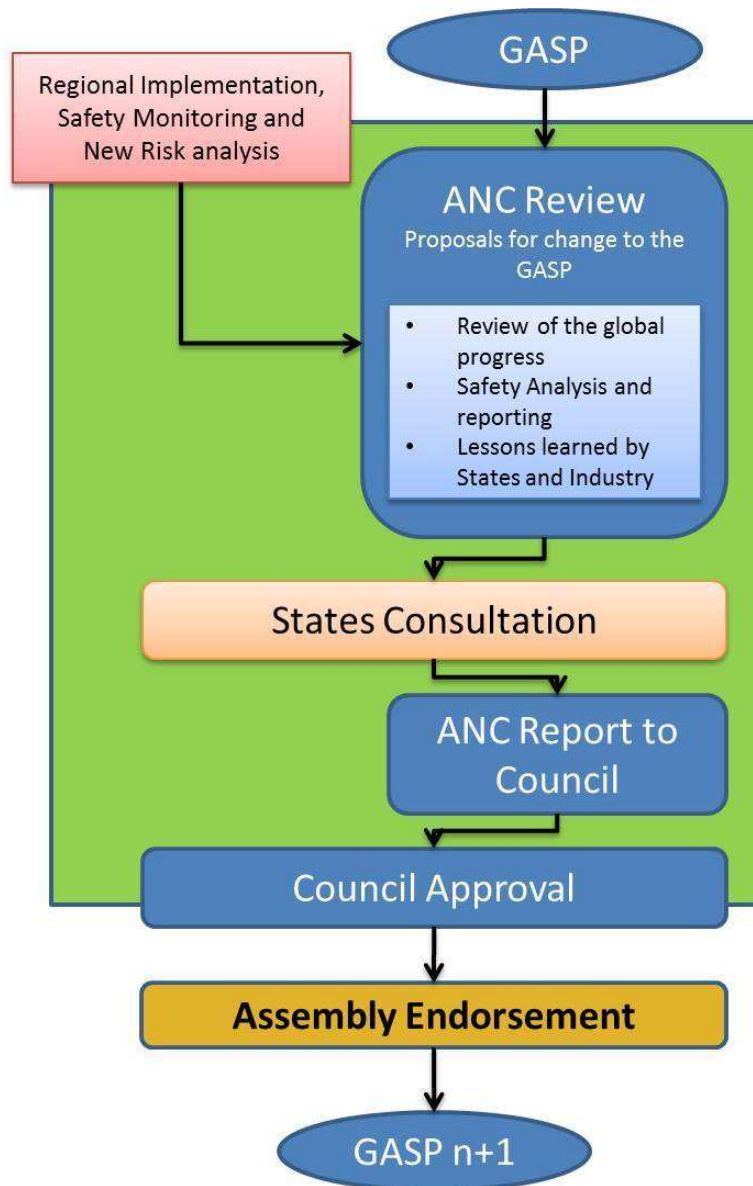 GASP
Regional Implementation,
Safety Monitoring and
New Risk analysis
ANC Review
Proposals for change to the
GASP
• Review of the global
progress
• Safety Analysis and
reporting
• Lessons learned by
States and Industry
States Consultation
ANC Report to
Council
Council Approval
Assembly Endorsement
GASP n+1